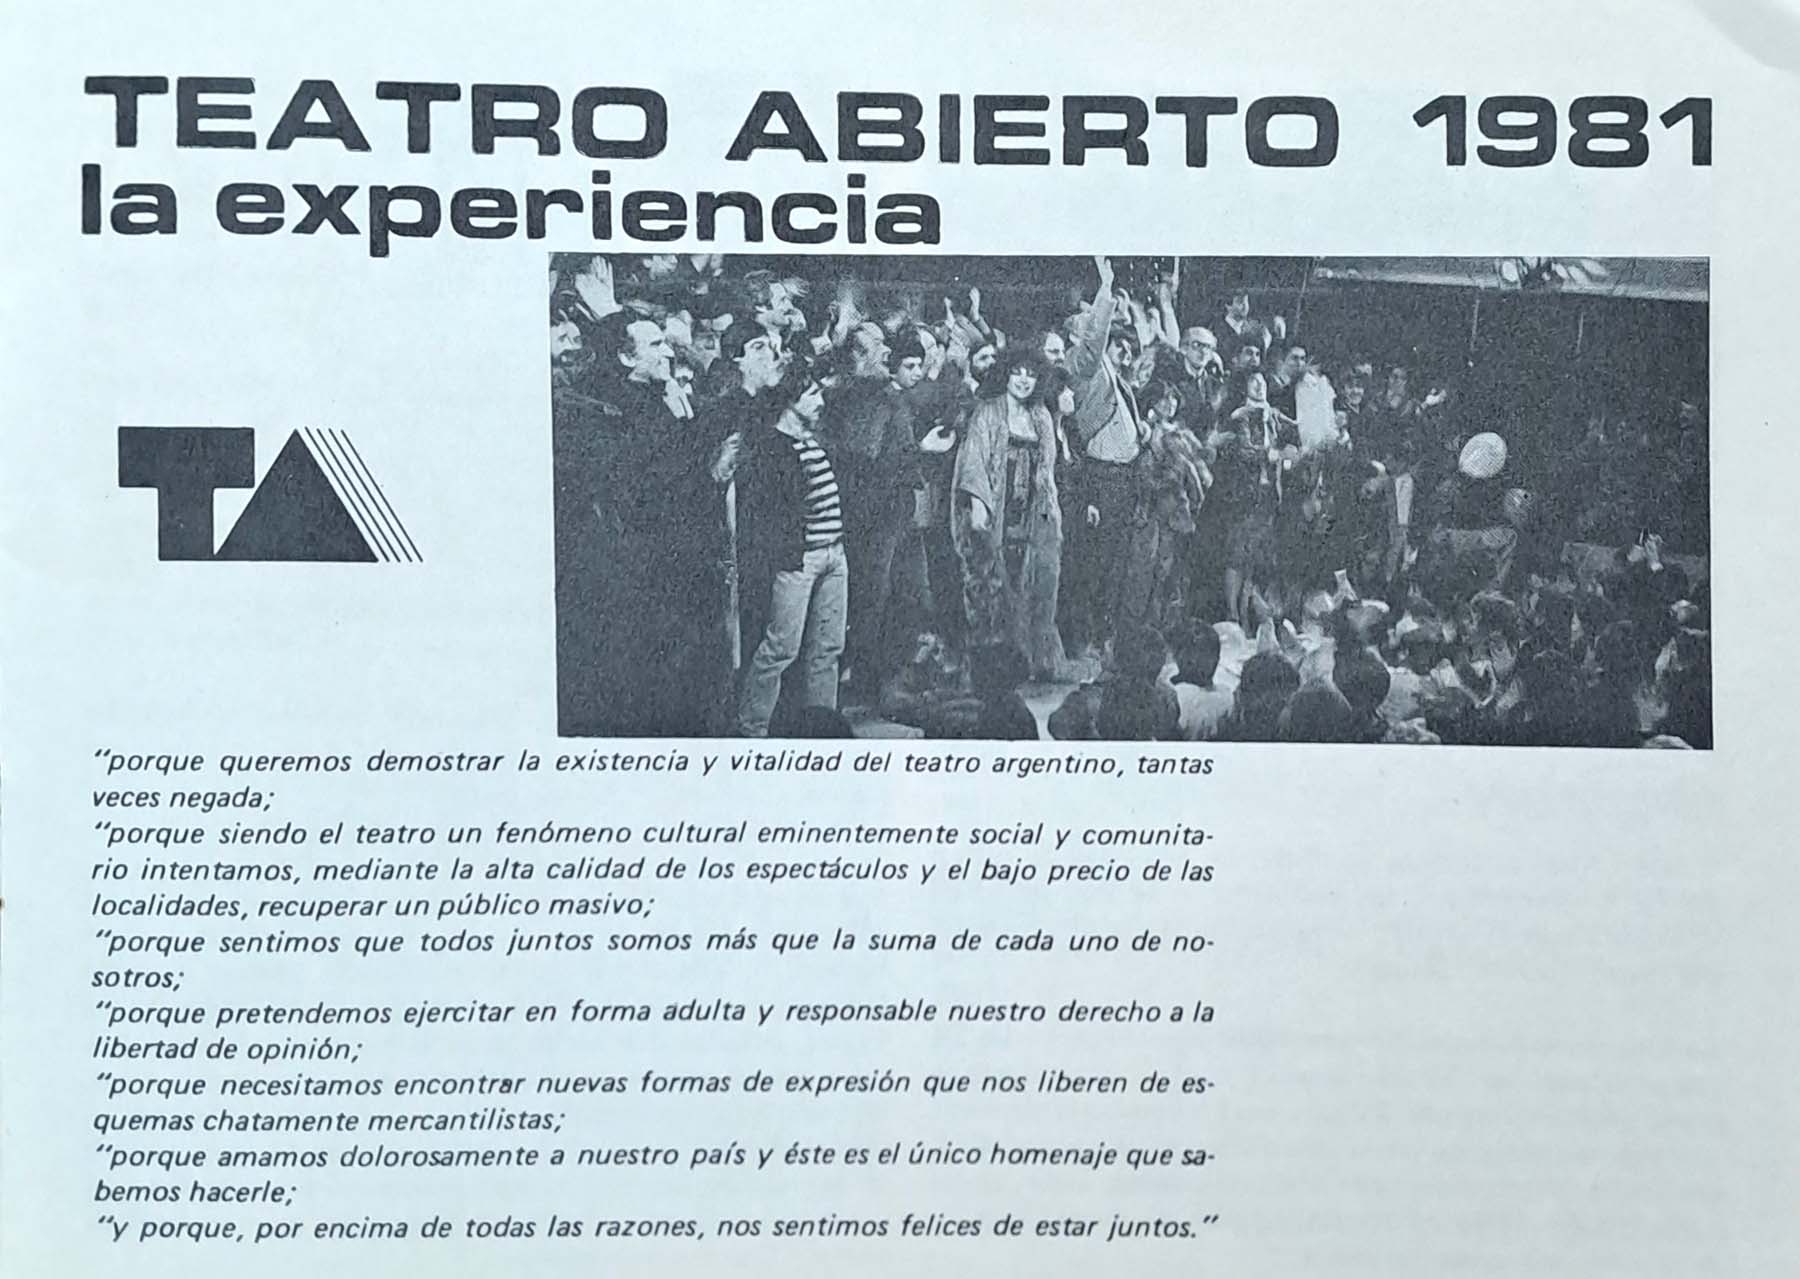 TEATRO ABIERTO 1981
la experiencia
TA
“porque queremos demostrar la existencia y vitalidad del teatro argentino, tantas
veces negada;
“porque siendo el teatro un fenómeno cultural eminentemente social y comunita-
rio intentamos, mediante la alta calidad de los espectáculos y el bajo precio de las
localidades, recuperar un público masivo;
“porque sentimos que todos juntos somos más que la suma de cada uno de no-
sotros;
“porque pretendemos ejercitar en forma adulta y responsable nuestro derecho a la
libertad de opinión;
“porque necesitamos encontrar nuevas formas de expresión que nos liberen de es-
quemas chatamente mercantilistas;
“porque amamos dolorosamente a nuestro país y éste es el único homenaje que sa-
bemos hacerle;
“y porque, por encima de todas las razones, nos sentimos felices de estar juntos.”